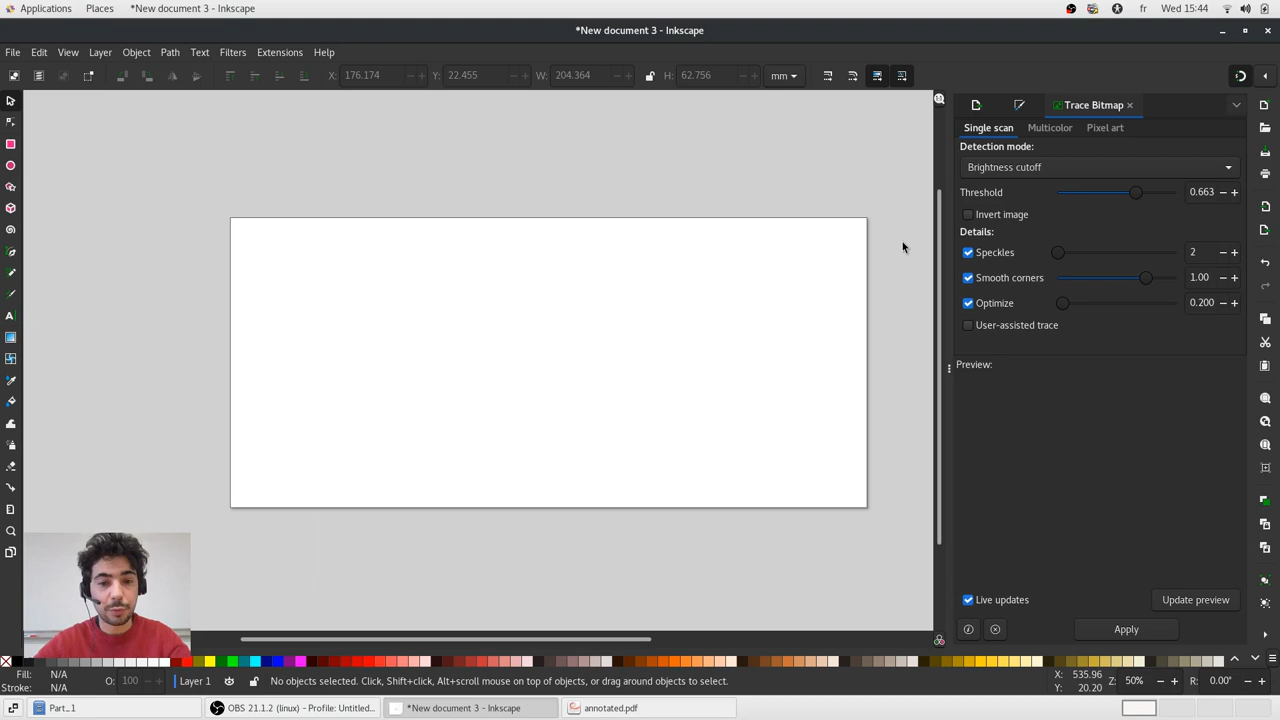 Applications Places *New document 3 - Inkscape fr Wed 15:44
*New document 3 - Inkscape
File Edit View Layer Object Path Text Filters Extensions Help
X: 176.174 Y: 22.455 W: 204.364 H: 62.756 mm
Trace Bitmap
Single scan Multicolor Pixel art
Detection mode:
Brightness cutoff
Threshold 0.663
Invert image
Details:
Speckles 2
Smooth corners 1.00
Optimize 0.200
User-assisted trace
Preview:
Live updates Update preview
Apply
Fill: N/A
Stroke: N/A
O: 100
Layer 1
No objects selected. Click, Shift+click, Alt+scroll mouse on top of objects, or drag around objects to select.
X: 535.96
Y: 20.20
Z: 50% R: 0.00°
Part_1 OBS 21.1.2 (linux) - Profile: Untitled... *New document 3 - Inkscape annotated.pdf